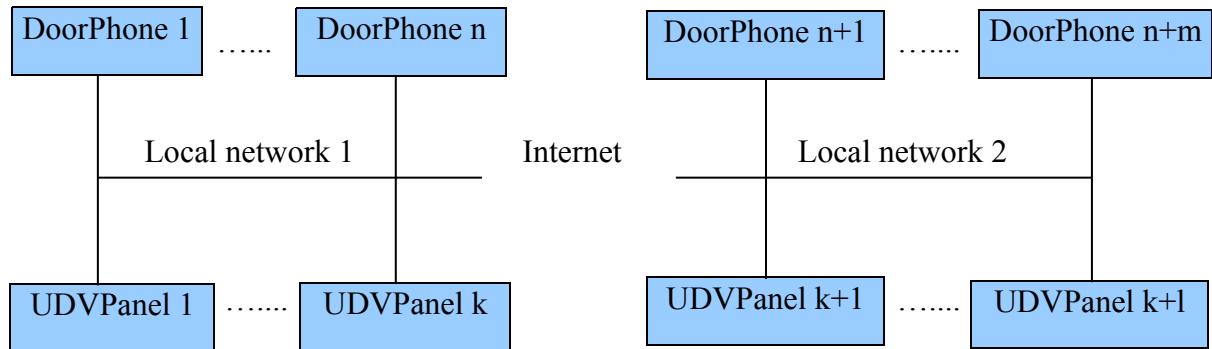 DoorPhone 1 …... DoorPhone n DoorPhone n+1 ……. DoorPhone n+m
Local network 1 Internet Local network 2
UDVPanel 1 ….... UDVPanel k UDVPanel k+1 ….... UDVPanel k+l